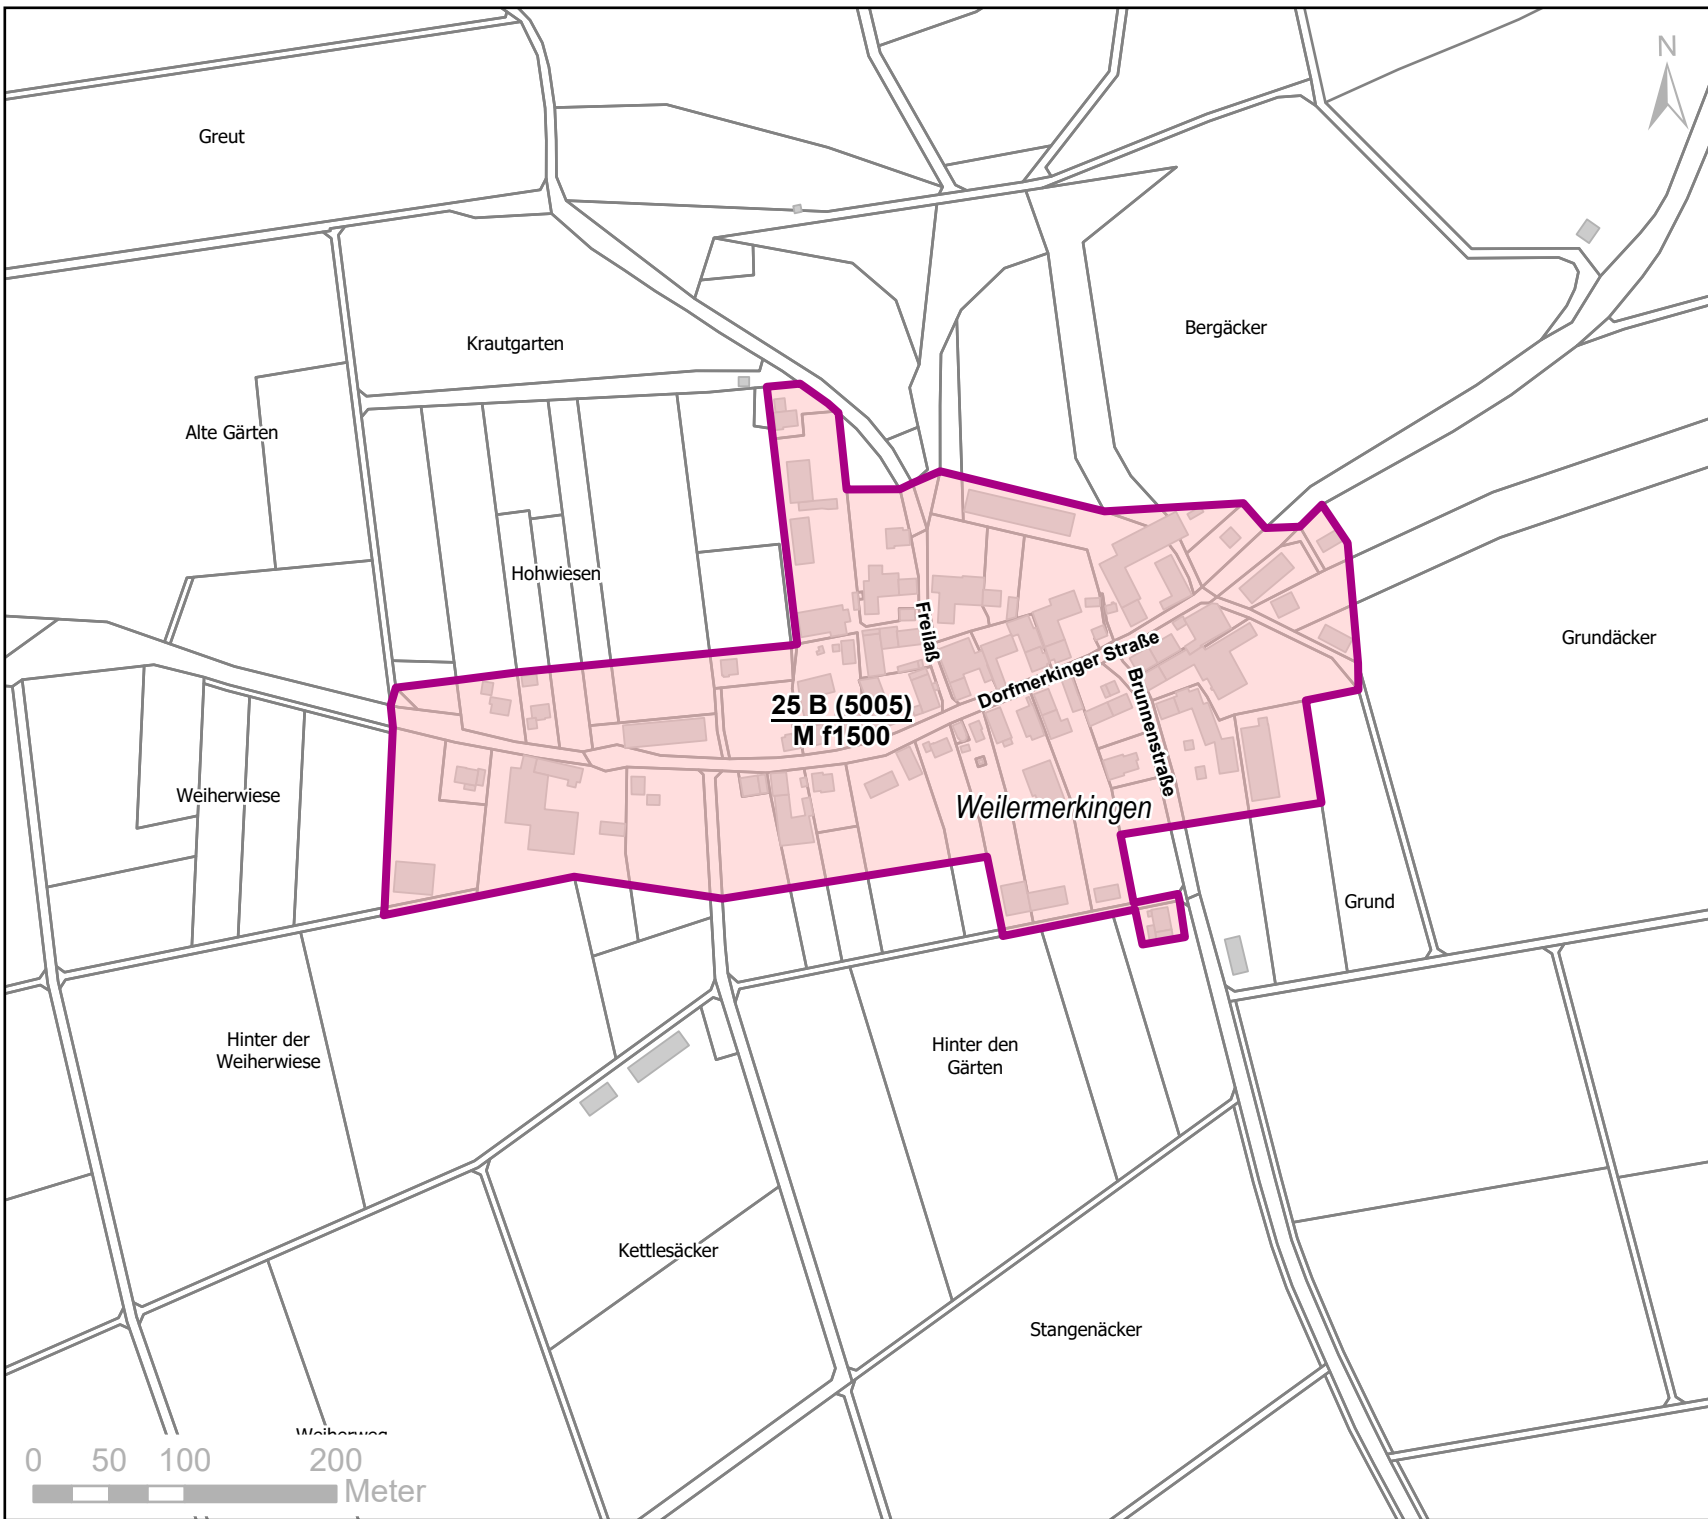 N
Greut
Bergäcker
Krautgarten
Alte Gärten
Hohwiesen
Freilaß
Grundäcker
Dorfmerkinger Straße
Brunnenstraße
25 B (5005)
M f1500
Weiherwiese
Weilermerkingen
Grund
Hinter der
Weiherwiese
Hinter den
Gärten
Kettlesäcker
Stangenäcker
Weiherweg
0 50 100 200
Meter